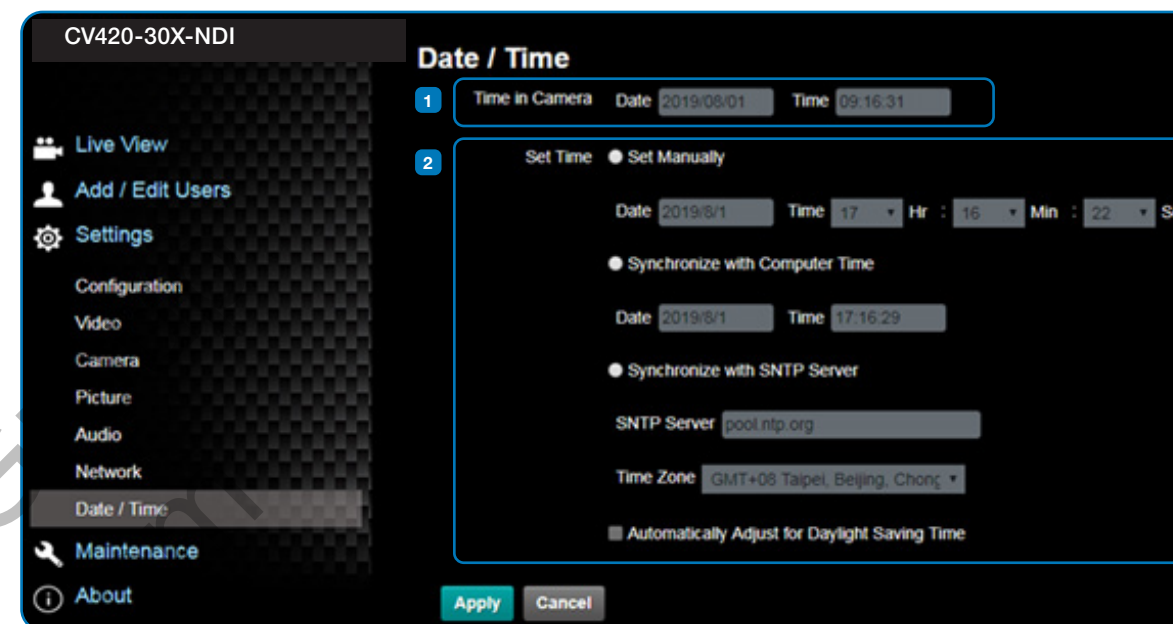 CV420-30X-NDI
Live View
Add / Edit Users
Settings
Configuration
Video
Camera
Picture
Audio
Network
Date / Time
Maintenance
About
Date / Time
1 Time in Camera Date 2019/08/01 Time 09:16:31
2 Set Time Set Manually
Date 2019/8/1 Time 17 Hr : 16 Min : 22 S
Synchronize with Computer Time
Date 2019/8/1 Time 17:16:29
Synchronize with SNTP Server
SNTP Server pool.ntp.org
Time Zone GMT+08 Taipei, Beijing, Chong
Automatically Adjust for Daylight Saving Time
Apply Cancel